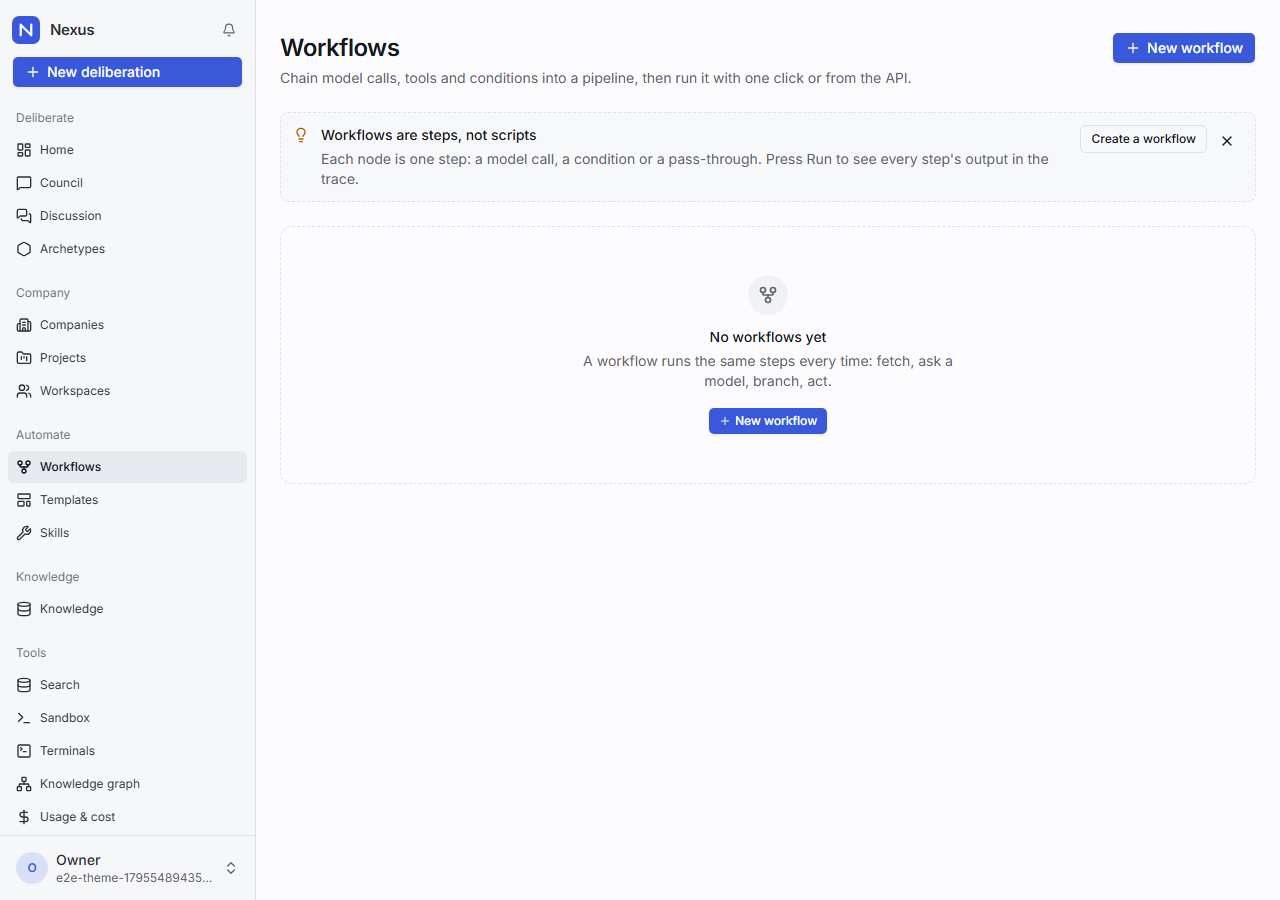 Nexus
New deliberation
Deliberate
Home
Council
Discussion
Archetypes
Company
Companies
Projects
Workspaces
Automate
Workflows
Templates
Skills
Knowledge
Knowledge
Tools
Search
Sandbox
Terminals
Knowledge graph
Usage & cost
O
Owner
e2e-theme-17955489435...
Workflows
New workflow
Chain model calls, tools and conditions into a pipeline, then run it with one click or from the API.
Workflows are steps, not scripts
Each node is one step: a model call, a condition or a pass-through. Press Run to see every step's output in the
trace.
Create a workflow
No workflows yet
A workflow runs the same steps every time: fetch, ask a
model, branch, act.
New workflow